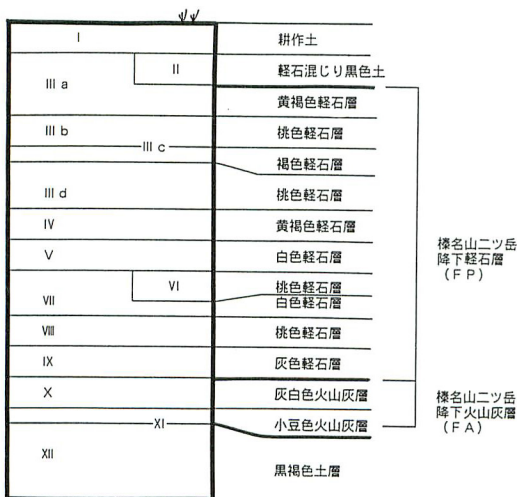 I 耕作土
II 軽石混じり黒色土
III a 黄褐色軽石層
III b 桃色軽石層
III c 褐色軽石層
III d 桃色軽石層
IV 黄褐色軽石層
V 白色軽石層
VI 桃色軽石層
VII 白色軽石層
VIII 桃色軽石層
IX 灰色軽石層
X 灰白色火山灰層
XI 小豆色火山灰層
XII 黒褐色土層
榛名山二ツ岳
降下軽石層
(FP)
榛名山二ツ岳
降下火山灰層
(FA)